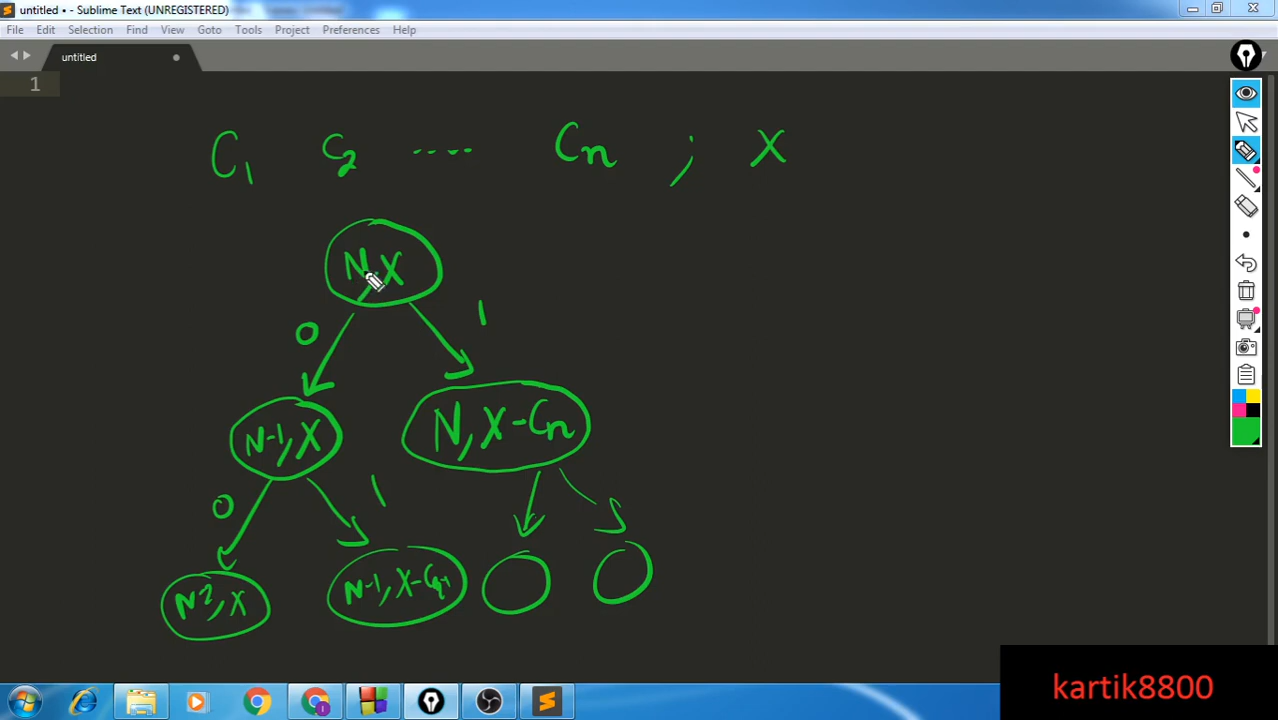 untitled • - Sublime Text (UNREGISTERED)
File Edit Selection Find View Goto Tools Project Preferences Help
untitled
1
C1 C2 .... Cn ; X
N,X
0 1
N-1,X N,X-Cn
0 1
N-2,X N-1,X-Cn-1
kartik8800